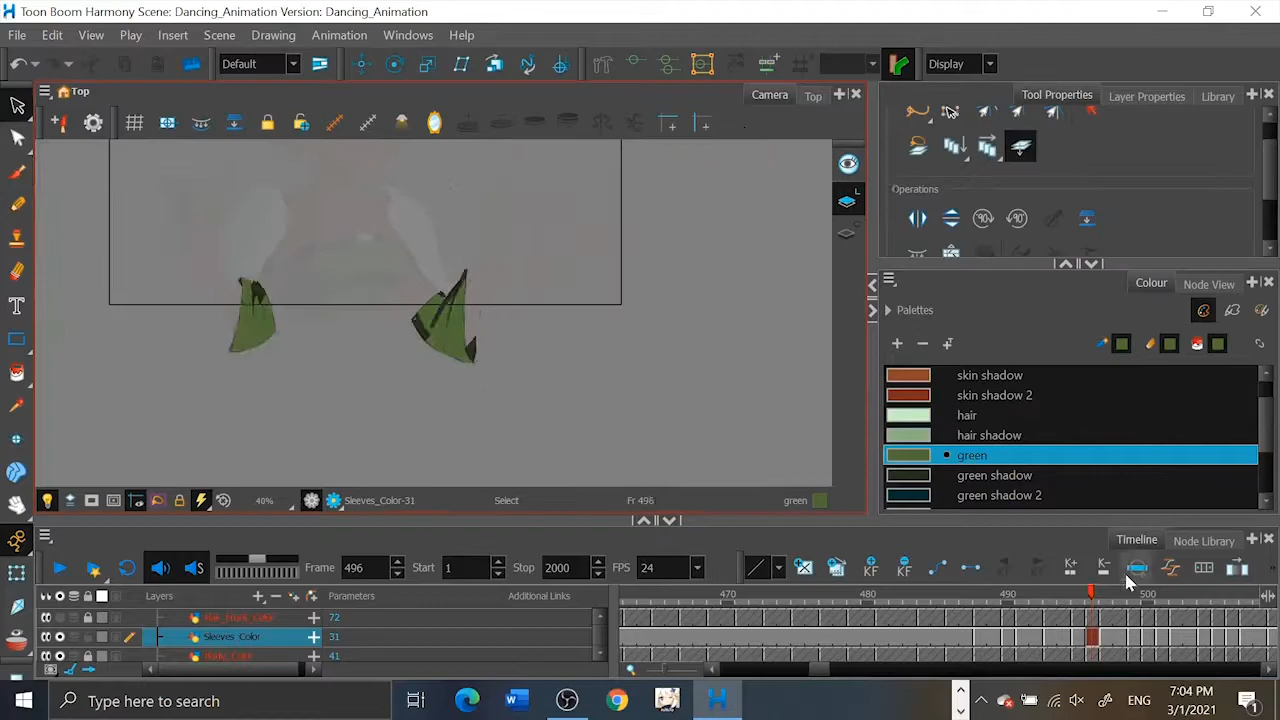 Toon Boom Harmony Scene: Dancing_Animation Version: Dancing_Animation
File Edit View Play Insert Scene Drawing Animation Windows Help
Default Display
Top Camera Top
Tool Properties Layer Properties Library
Operations
Colour Node View
Palettes
skin shadow
skin shadow 2
hair
hair shadow
green
green shadow
green shadow 2
40% Sleeves_Color-31 Select Fr 496 green
Timeline Node Library
Frame 496 Start 1 Stop 2000 FPS 24
Layers Parameters Additional Links 470 480 490 500
72
Sleeves_Color 31
41
Type here to search
ENG
7:04 PM
3/1/2021
1